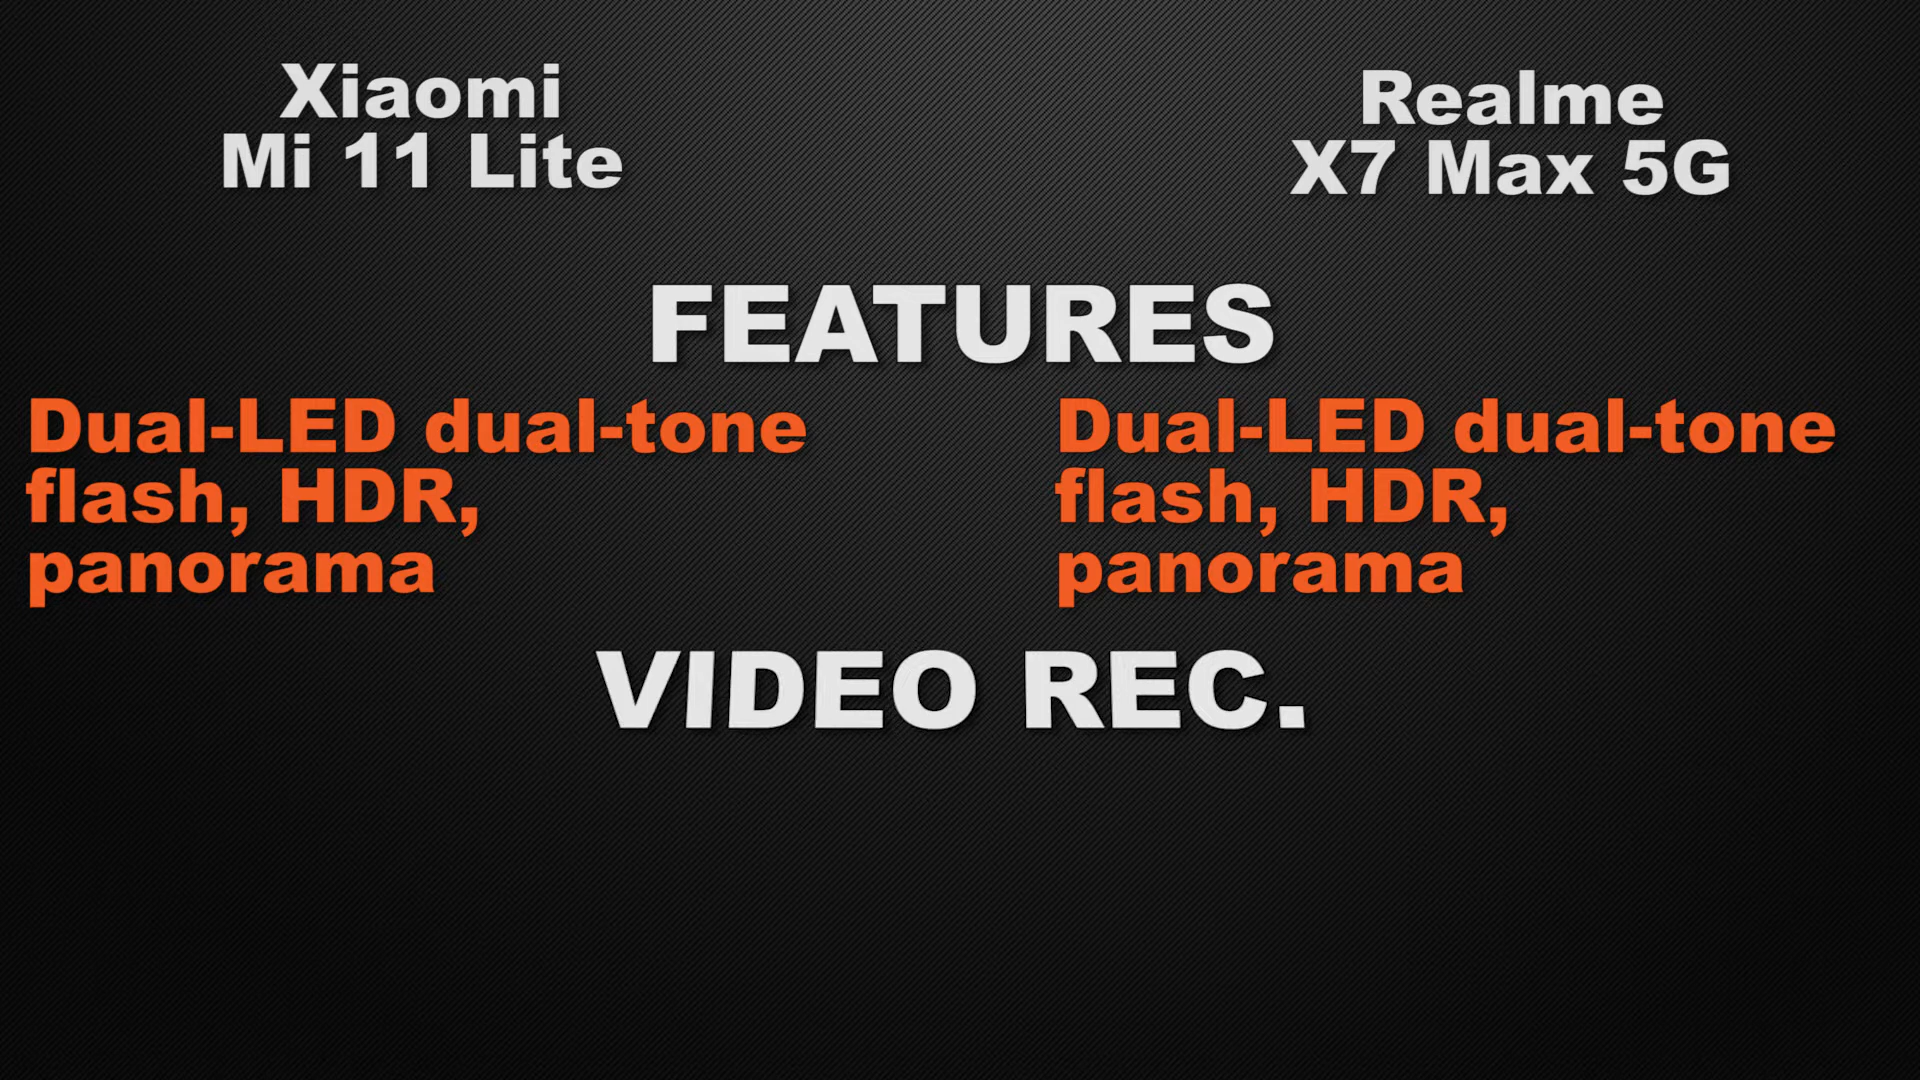 Xiaomi
Mi 11 Lite
Realme
X7 Max 5G
FEATURES
Dual-LED dual-tone
flash, HDR,
panorama
Dual-LED dual-tone
flash, HDR,
panorama
VIDEO REC.